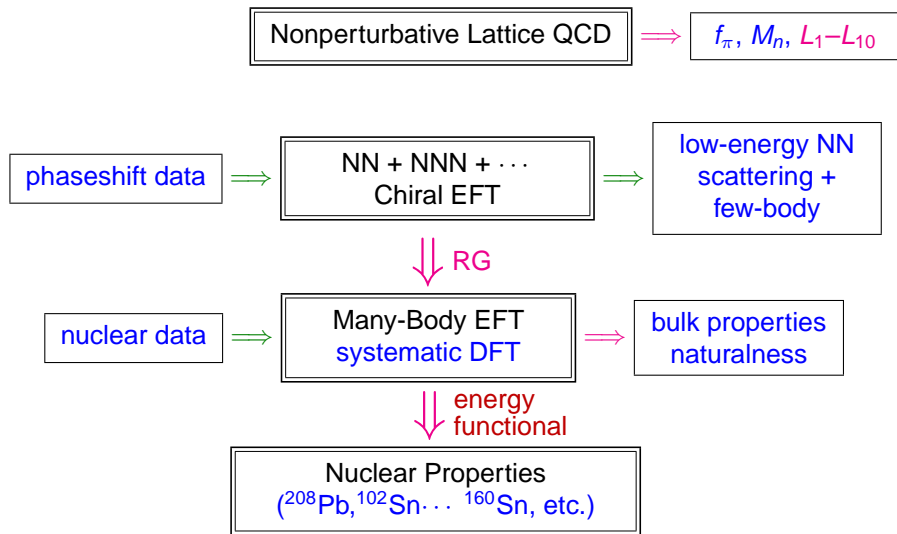 Nonperturbative Lattice QCD ⟹ fπ, Mn, L1–L10
phaseshift data ⟹ NN + NNN + ⋯
Chiral EFT ⟹ low-energy NN
scattering +
few-body
⇓ RG
nuclear data ⟹ Many-Body EFT
systematic DFT ⟹ bulk properties
naturalness
⇓ energy
functional
Nuclear Properties
(²⁰⁸Pb,¹⁰²Sn⋯ ¹⁶⁰Sn, etc.)